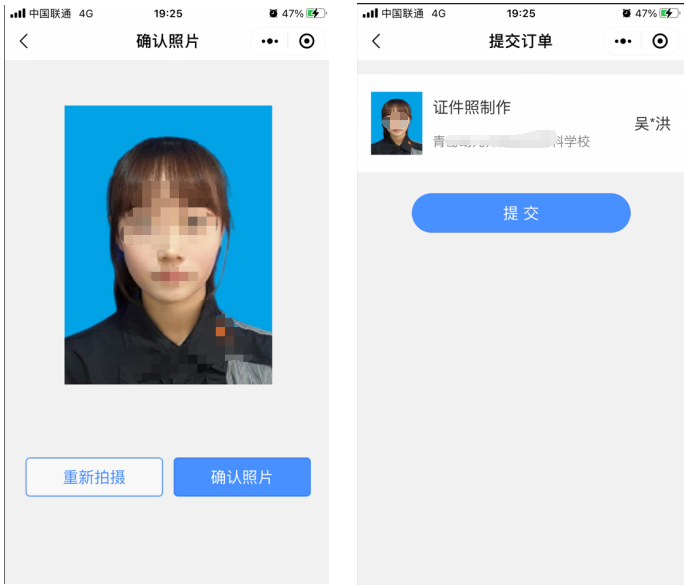 中国联通 4G 19:25 47%
确认照片
重新拍摄 确认照片
中国联通 4G 19:25 47%
提交订单
证件照制作
吴*洪
青 科学校
提 交